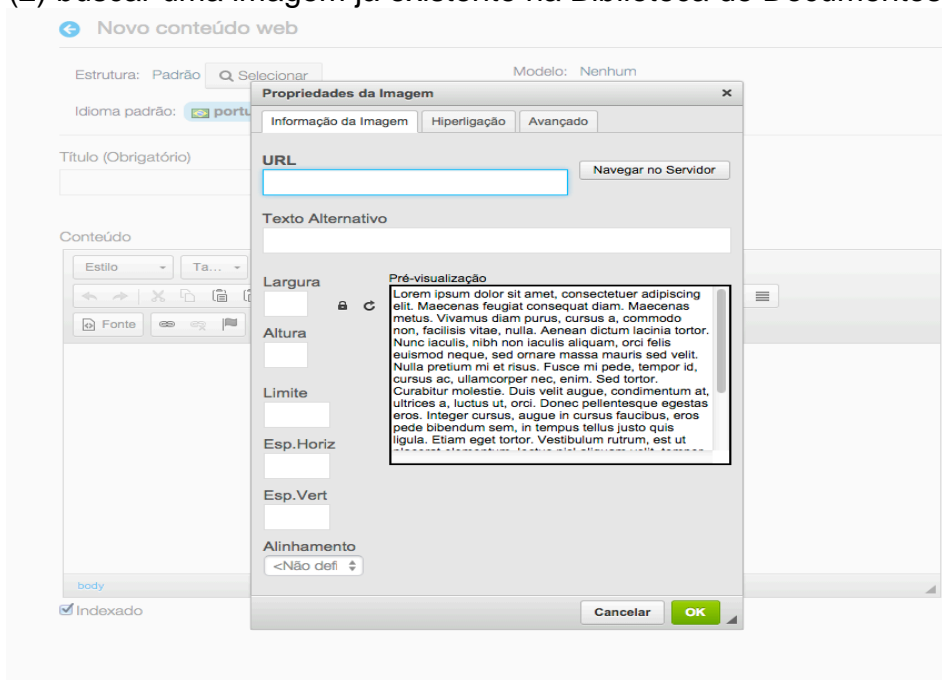 (2) buscar uma imagem já existente na Biblioteca de Documentos
Novo conteúdo web
Estrutura: Padrão Selecionar Modelo: Nenhum
Propriedades da Imagem ×
Idioma padrão: portu
Informação da Imagem Hiperligação Avançado
Título (Obrigatório)
URL
Navegar no Servidor
Texto Alternativo
Conteúdo
Estilo Ta...
Largura
Pré-visualização
Lorem ipsum dolor sit amet, consectetuer adipiscing
elit. Maecenas feugiat consequat diam. Maecenas
metus. Vivamus diam purus, cursus a, commodo
non, facilisis vitae, nulla. Aenean dictum lacinia tortor.
Nunc iaculis, nibh non iaculis aliquam, orci felis
euismod neque, sed ornare massa mauris sed velit.
Nulla pretium mi et risus. Fusce mi pede, tempor id,
cursus ac, ullamcorper nec, enim. Sed tortor.
Curabitur molestie. Duis velit augue, condimentum at,
ultrices a, luctus ut, orci. Donec pellentesque egestas
eros. Integer cursus, augue in cursus faucibus, eros
pede bibendum sem, in tempus tellus justo quis
ligula. Etiam eget tortor. Vestibulum rutrum, est ut
Fonte
Altura
Limite
Esp.Horiz
Esp.Vert
Alinhamento
<Não defi
body
Indexado
Cancelar OK